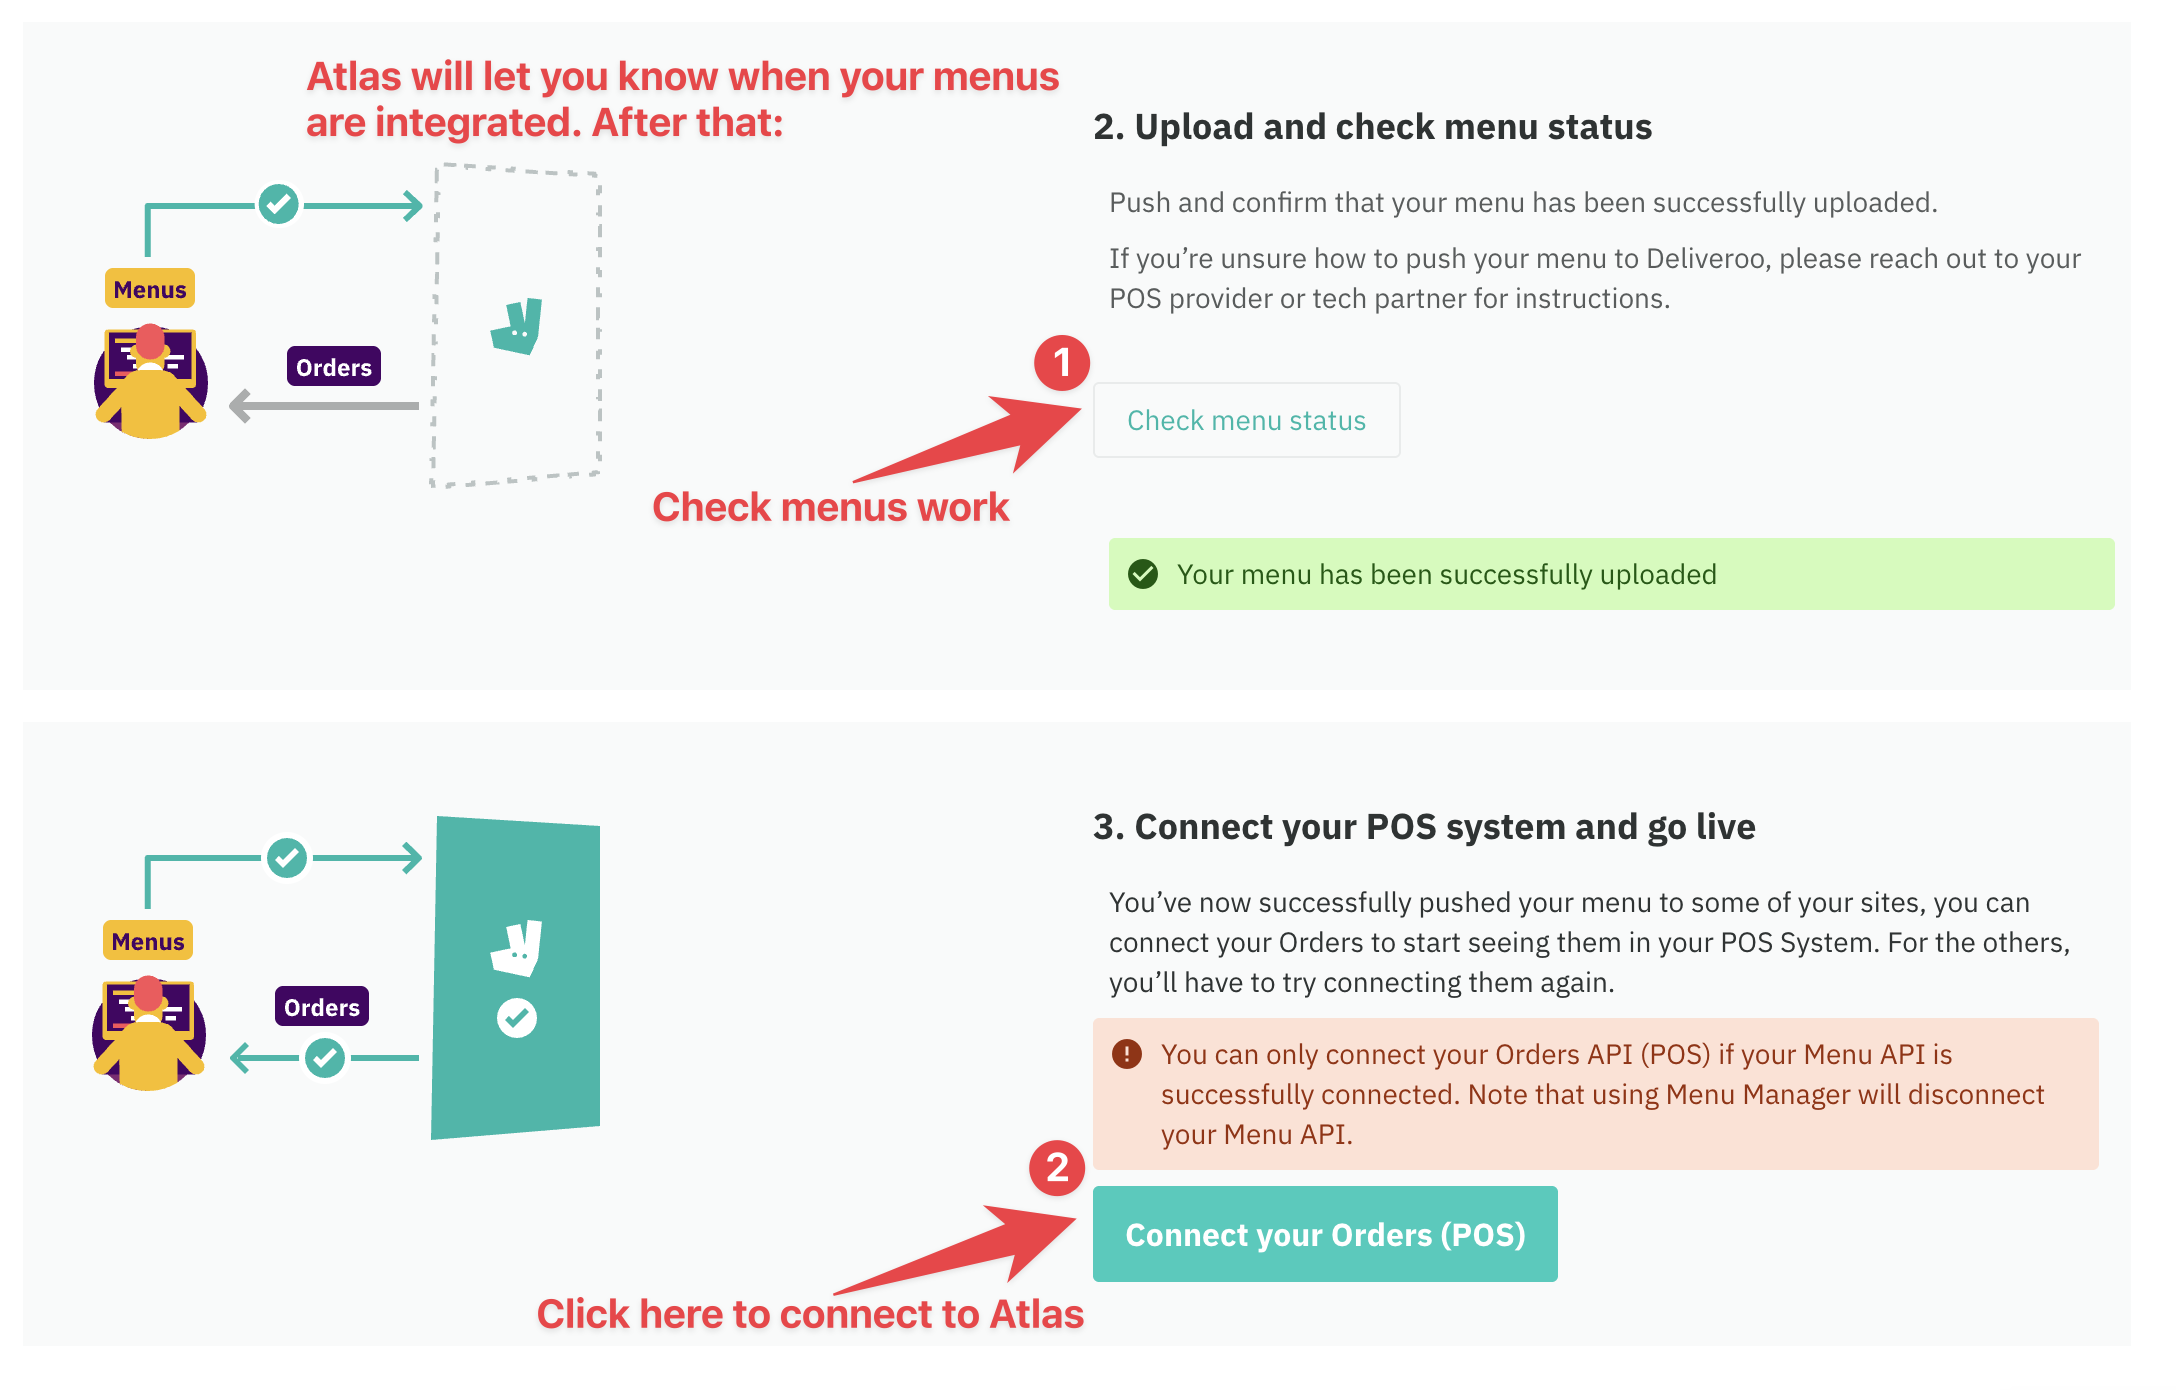 Atlas will let you know when your menus
are integrated. After that:
2. Upload and check menu status
Push and confirm that your menu has been successfully uploaded.
If you’re unsure how to push your menu to Deliveroo, please reach out to your
POS provider or tech partner for instructions.
Menus
Orders
1
Check menu status
Check menus work
Your menu has been successfully uploaded
3. Connect your POS system and go live
You’ve now successfully pushed your menu to some of your sites, you can
connect your Orders to start seeing them in your POS System. For the others,
you’ll have to try connecting them again.
Menus
Orders
You can only connect your Orders API (POS) if your Menu API is
successfully connected. Note that using Menu Manager will disconnect
your Menu API.
2
Connect your Orders (POS)
Click here to connect to Atlas